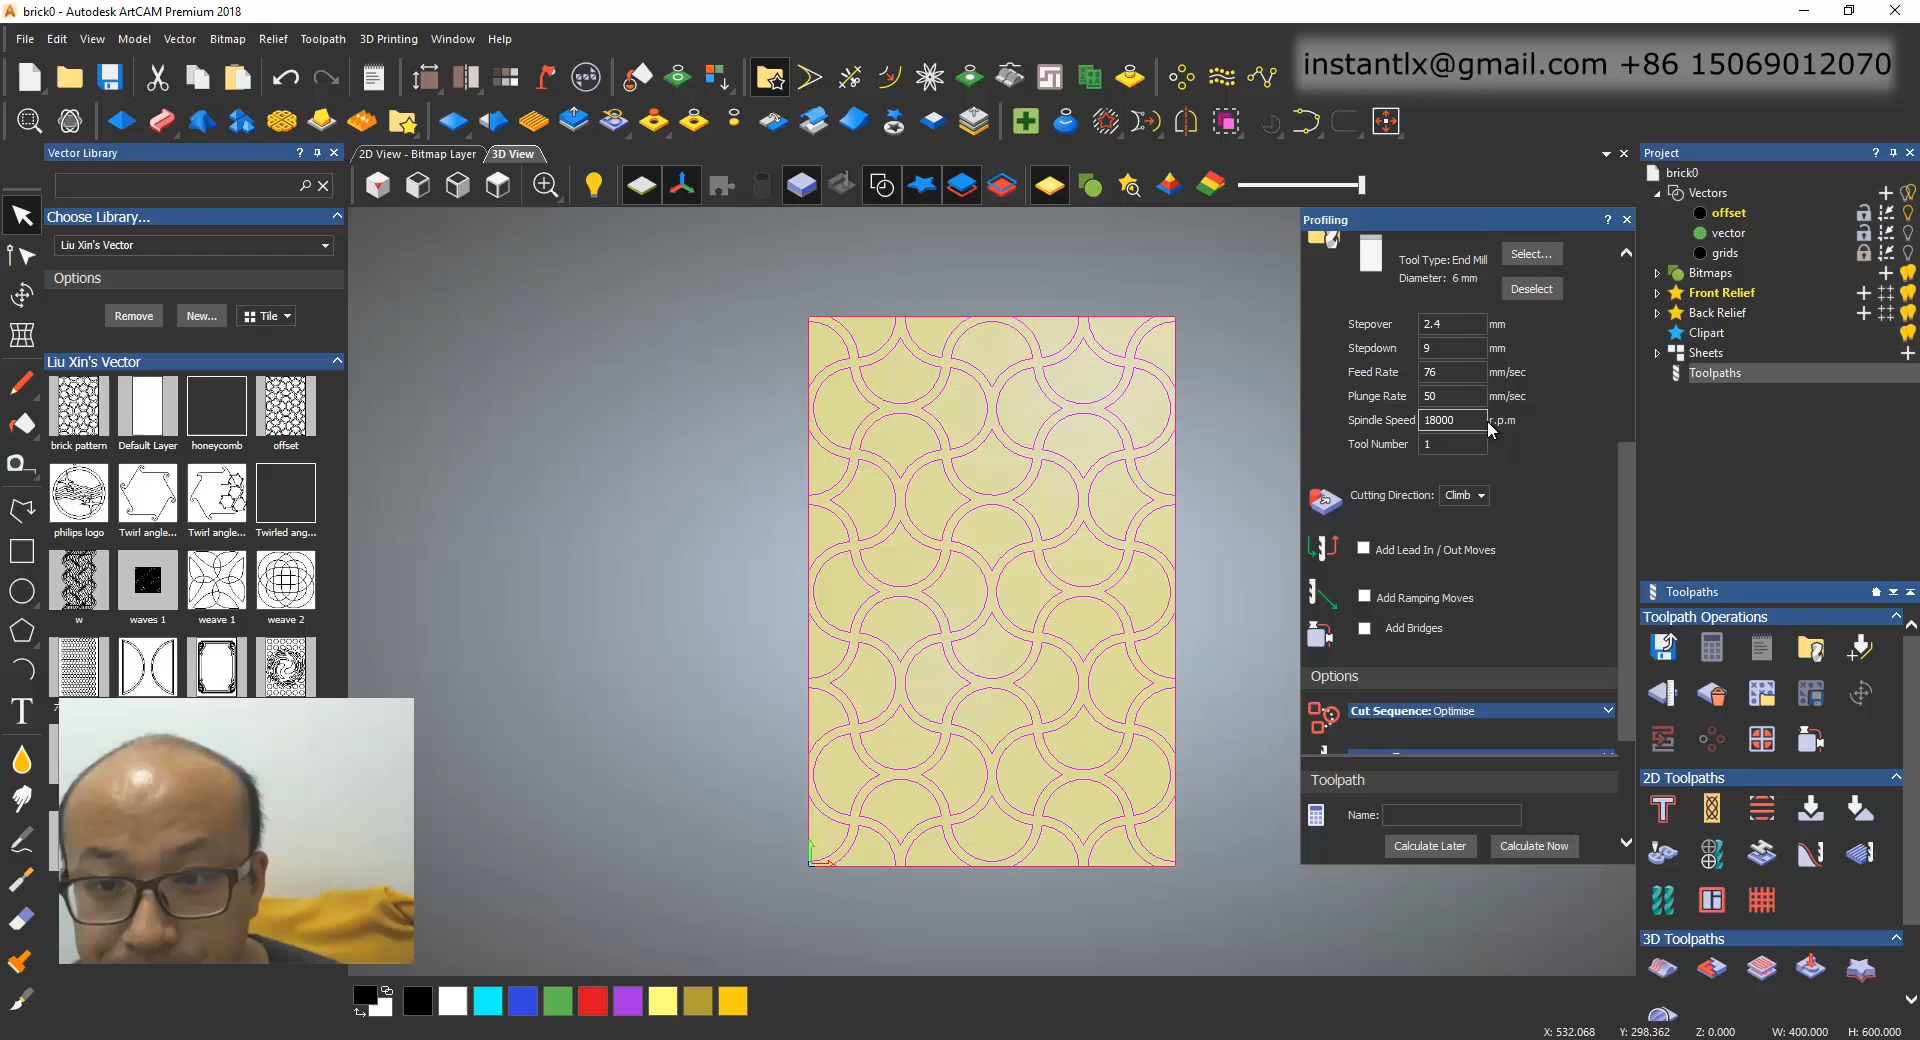 brick0 - Autodesk ArtCAM Premium 2018
File Edit View Model Vector Bitmap Relief Toolpath 3D Printing Window Help
instantlx@gmail.com +86 15069012070
Vector Library
Choose Library...
Liu Xin's Vector
Options
Remove New... Tile
Liu Xin's Vector
brick pattern Default Layer honeycomb offset
philips logo Twirl angle... Twirl angle... Twirled ang...
w waves 1 weave 1 weave 2
2D View - Bitmap Layer 3D View
Profiling
Tool Type: End Mill
Diameter: 6 mm
Select...
Deselect
Stepover 2.4 mm
Stepdown 9 mm
Feed Rate 76 mm/sec
Plunge Rate 50 mm/sec
Spindle Speed 18000 r.p.m
Tool Number 1
Cutting Direction: Climb
Add Lead In / Out Moves
Add Ramping Moves
Add Bridges
Options
Cut Sequence: Optimise
Toolpath
Name:
Calculate Later Calculate Now
Project
brick0
Vectors
offset
vector
grids
Bitmaps
Front Relief
Back Relief
Clipart
Sheets
Toolpaths
Toolpaths
Toolpath Operations
2D Toolpaths
3D Toolpaths
X: 532.068 Y: 298.362 Z: 0.000 W: 400.000 H: 600.000